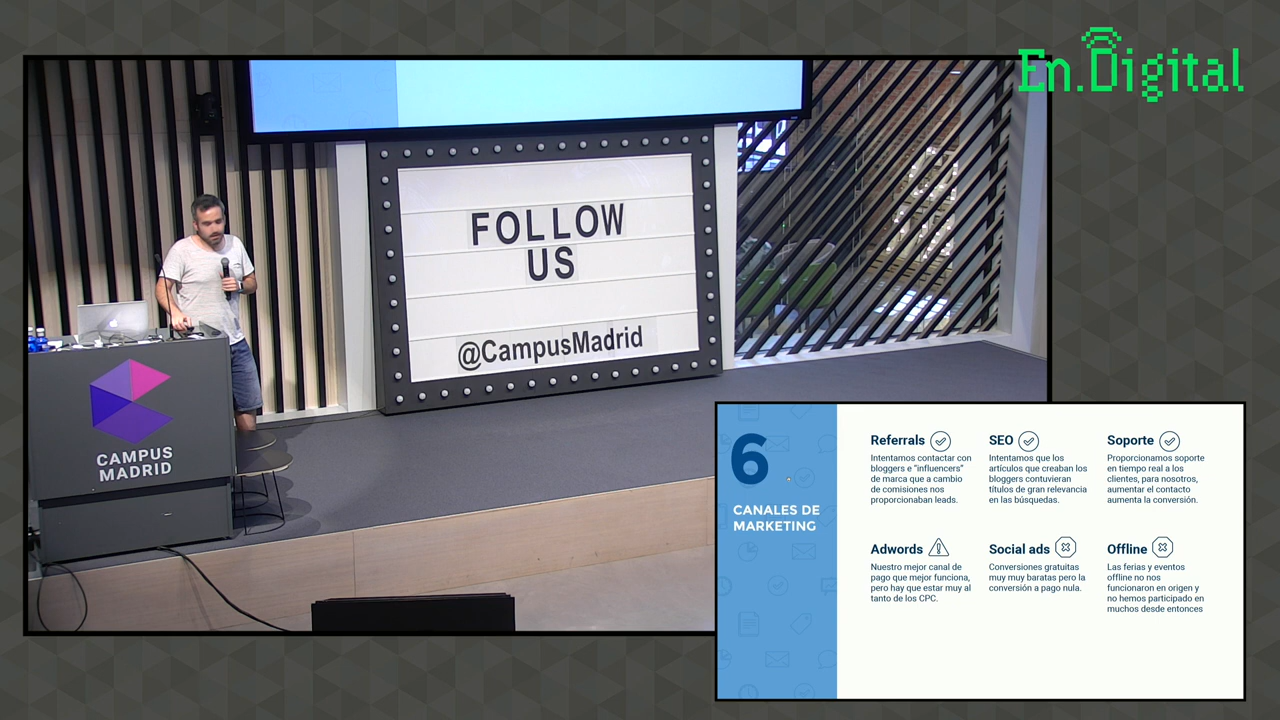 En.Digital
FOLLOW
US
@CampusMadrid
CAMPUS
MADRID
6
CANALES DE
MARKETING
Referrals
Intentamos contactar con
bloggers e “influencers”
de marca que a cambio
de comisiones nos
proporcionaban leads.
SEO
Intentamos que los
artículos que creaban los
bloggers contuvieran
títulos de gran relevancia
en las búsquedas.
Soporte
Proporcionamos soporte
en tiempo real a los
clientes, para nosotros,
aumentar el contacto
aumenta la conversión.
Adwords
Nuestro mejor canal de
pago que mejor funciona,
pero hay que estar muy al
tanto de los CPC.
Social ads
Conversiones gratuitas
muy muy baratas pero la
conversión a pago nula.
Offline
Las ferias y eventos
offline no nos
funcionaron en origen y
no hemos participado en
muchos desde entonces